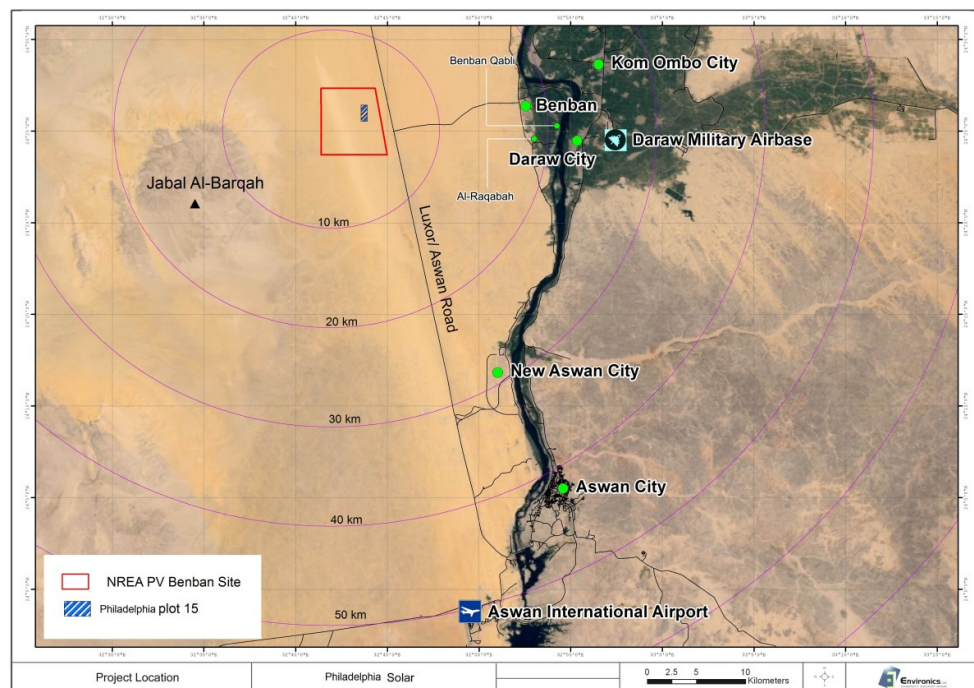 Benban Qabli
Kom Ombo City
Benban
Daraw Military Airbase
Daraw City
Jabal Al-Barqah
Al-Raqabah
10 km
Luxor/ Aswan Road
20 km
New Aswan City
30 km
Aswan City
40 km
NREA PV Benban Site
Philadelphia plot 15
50 km
Aswan International Airport
Project Location
Philadelphia Solar
0 2.5 5 10
Kilometers
Environics